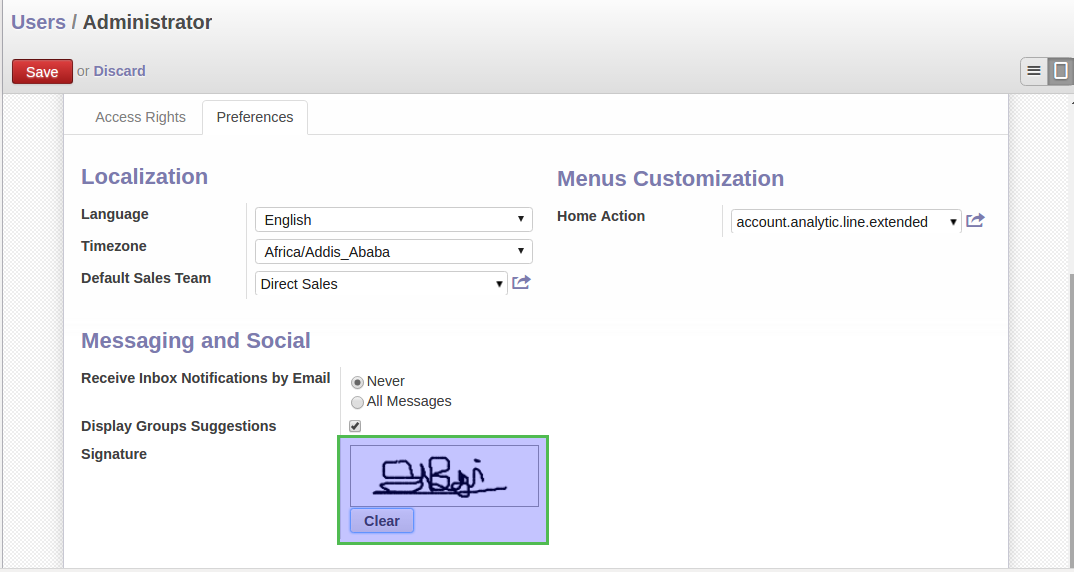 Users / Administrator
Save or Discard
Access Rights
Preferences
Localization
Language
English
Timezone
Africa/Addis_Ababa
Default Sales Team
Direct Sales
Menus Customization
Home Action
account.analytic.line.extended
Messaging and Social
Receive Inbox Notifications by Email
Never
All Messages
Display Groups Suggestions
Signature
Clear